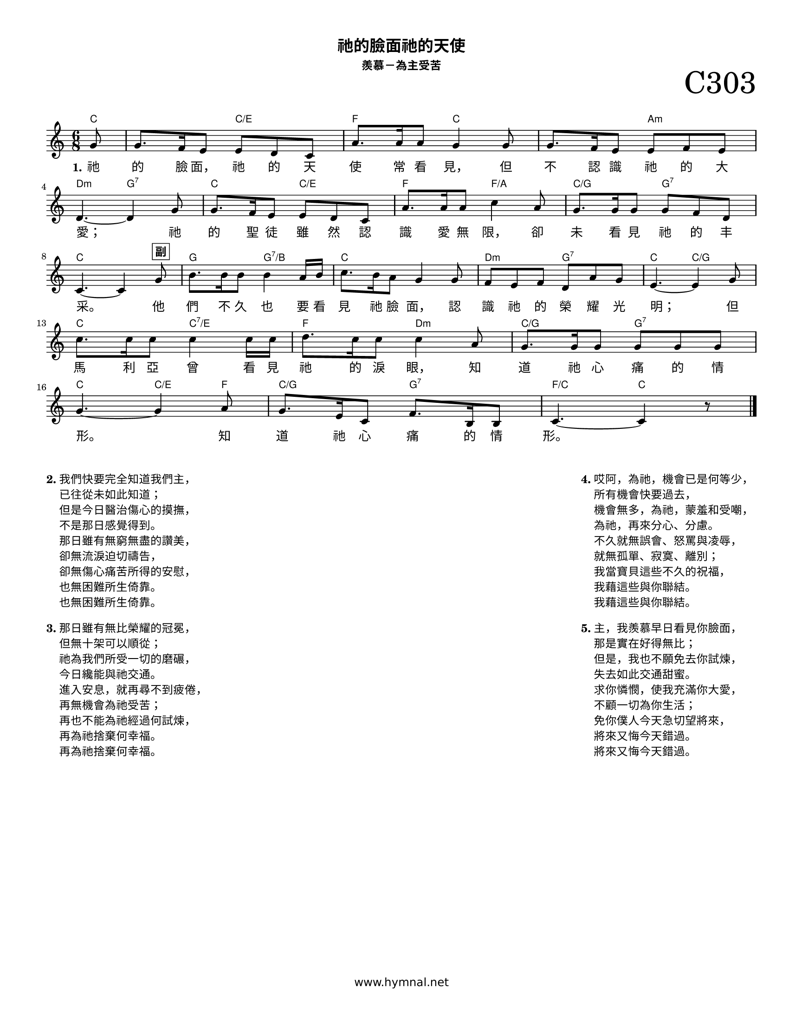 祂的臉面祂的天使
羨慕－為主受苦
C303
C C/E F C Am
1. 祂 的 臉面， 祂 的 天 使 常看 見， 但 不 認識 祂 的 大
4 Dm G7 C C/E F F/A C/G G7
愛； 祂 的 聖徒 雖 然 認 識 愛無 限， 卻 未 看見 祂 的 丰
副
8 C G G7/B C Dm G7 C C/G
采。 他 們 不久 也 要看 見 祂臉 面， 認 識 祂 的 榮 耀 光 明； 但
13 C C7/E F Dm C/G G7
馬 利 亞 曾 看見 祂 的 淚 眼， 知 道 祂 心 痛 的 情
16 C C/E F C/G G7 F/C C
形。 知 道 祂 心 痛 的 情 形。
2. 我們快要完全知道我們主，
已往從未如此知道；
但是今日醫治傷心的摸撫，
不是那日感覺得到。
那日雖有無窮無盡的讚美，
卻無流淚迫切禱告，
卻無傷心痛苦所得的安慰，
也無困難所生倚靠。
也無困難所生倚靠。
3. 那日雖有無比榮耀的冠冕，
但無十架可以順從；
祂為我們所受一切的磨碾，
今日纔能與祂交通。
進入安息，就再尋不到疲倦，
再無機會為祂受苦；
再也不能為祂經過何試煉，
再為祂捨棄何幸福。
再為祂捨棄何幸福。
4. 哎阿，為祂，機會已是何等少，
所有機會快要過去，
機會無多，為祂，蒙羞和受嘲，
為祂，再來分心、分慮。
不久就無誤會、怒罵與凌辱，
就無孤單、寂寞、離別；
我當寶貝這些不久的祝福，
我藉這些與你聯結。
我藉這些與你聯結。
5. 主，我羨慕早日看見你臉面，
那是實在好得無比；
但是，我也不願免去你試煉，
失去如此交通甜蜜。
求你憐憫，使我充滿你大愛，
不顧一切為你生活；
免你僕人今天急切望將來，
將來又悔今天錯過。
將來又悔今天錯過。
www.hymnal.net